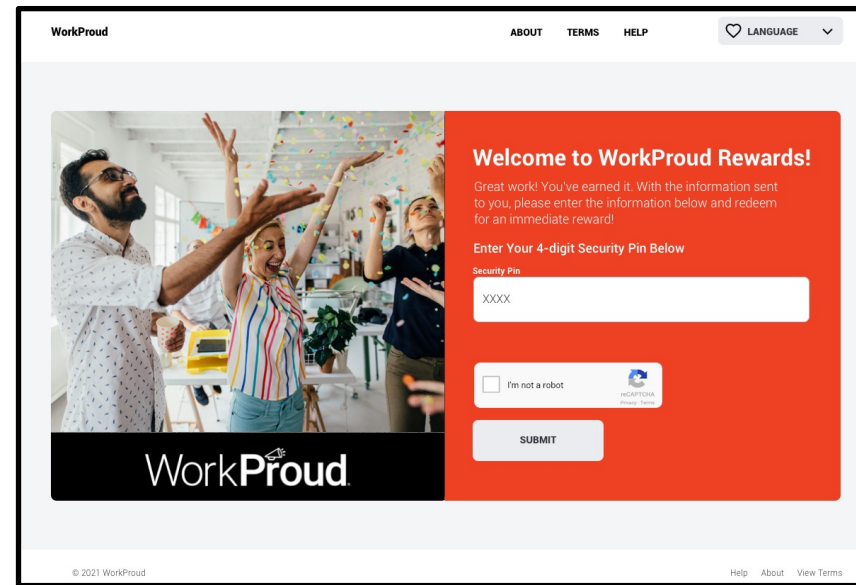 WorkProud
ABOUT TERMS HELP
LANGUAGE
Welcome to WorkProud Rewards!
Great work! You've earned it. With the information sent
to you, please enter the information below and redeem
for an immediate reward!
Enter Your 4-digit Security Pin Below
Security Pin
XXXX
I'm not a robot
reCAPTCHA
Privacy - Terms
SUBMIT
WorkProud.
© 2021 WorkProud
Help About View Terms